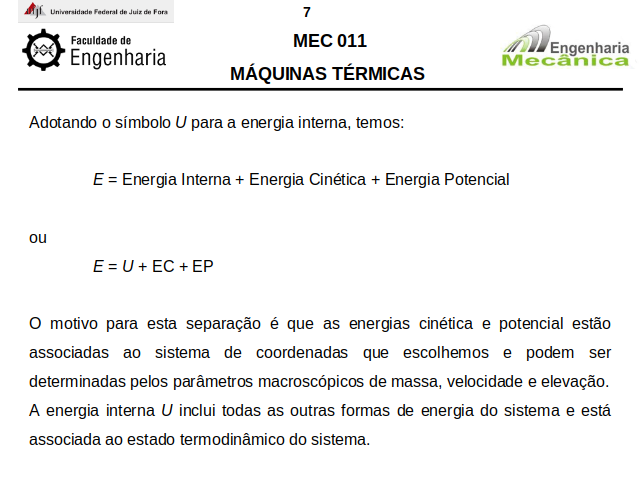 Universidade Federal de Juiz de Fora
7
Faculdade de
Engenharia
MEC 011
MÁQUINAS TÉRMICAS
Engenharia
Mecânica
Adotando o símbolo U para a energia interna, temos:
E = Energia Interna + Energia Cinética + Energia Potencial
ou
E = U + EC + EP
O motivo para esta separação é que as energias cinética e potencial estão
associadas ao sistema de coordenadas que escolhemos e podem ser
determinadas pelos parâmetros macroscópicos de massa, velocidade e elevação.
A energia interna U inclui todas as outras formas de energia do sistema e está
associada ao estado termodinâmico do sistema.